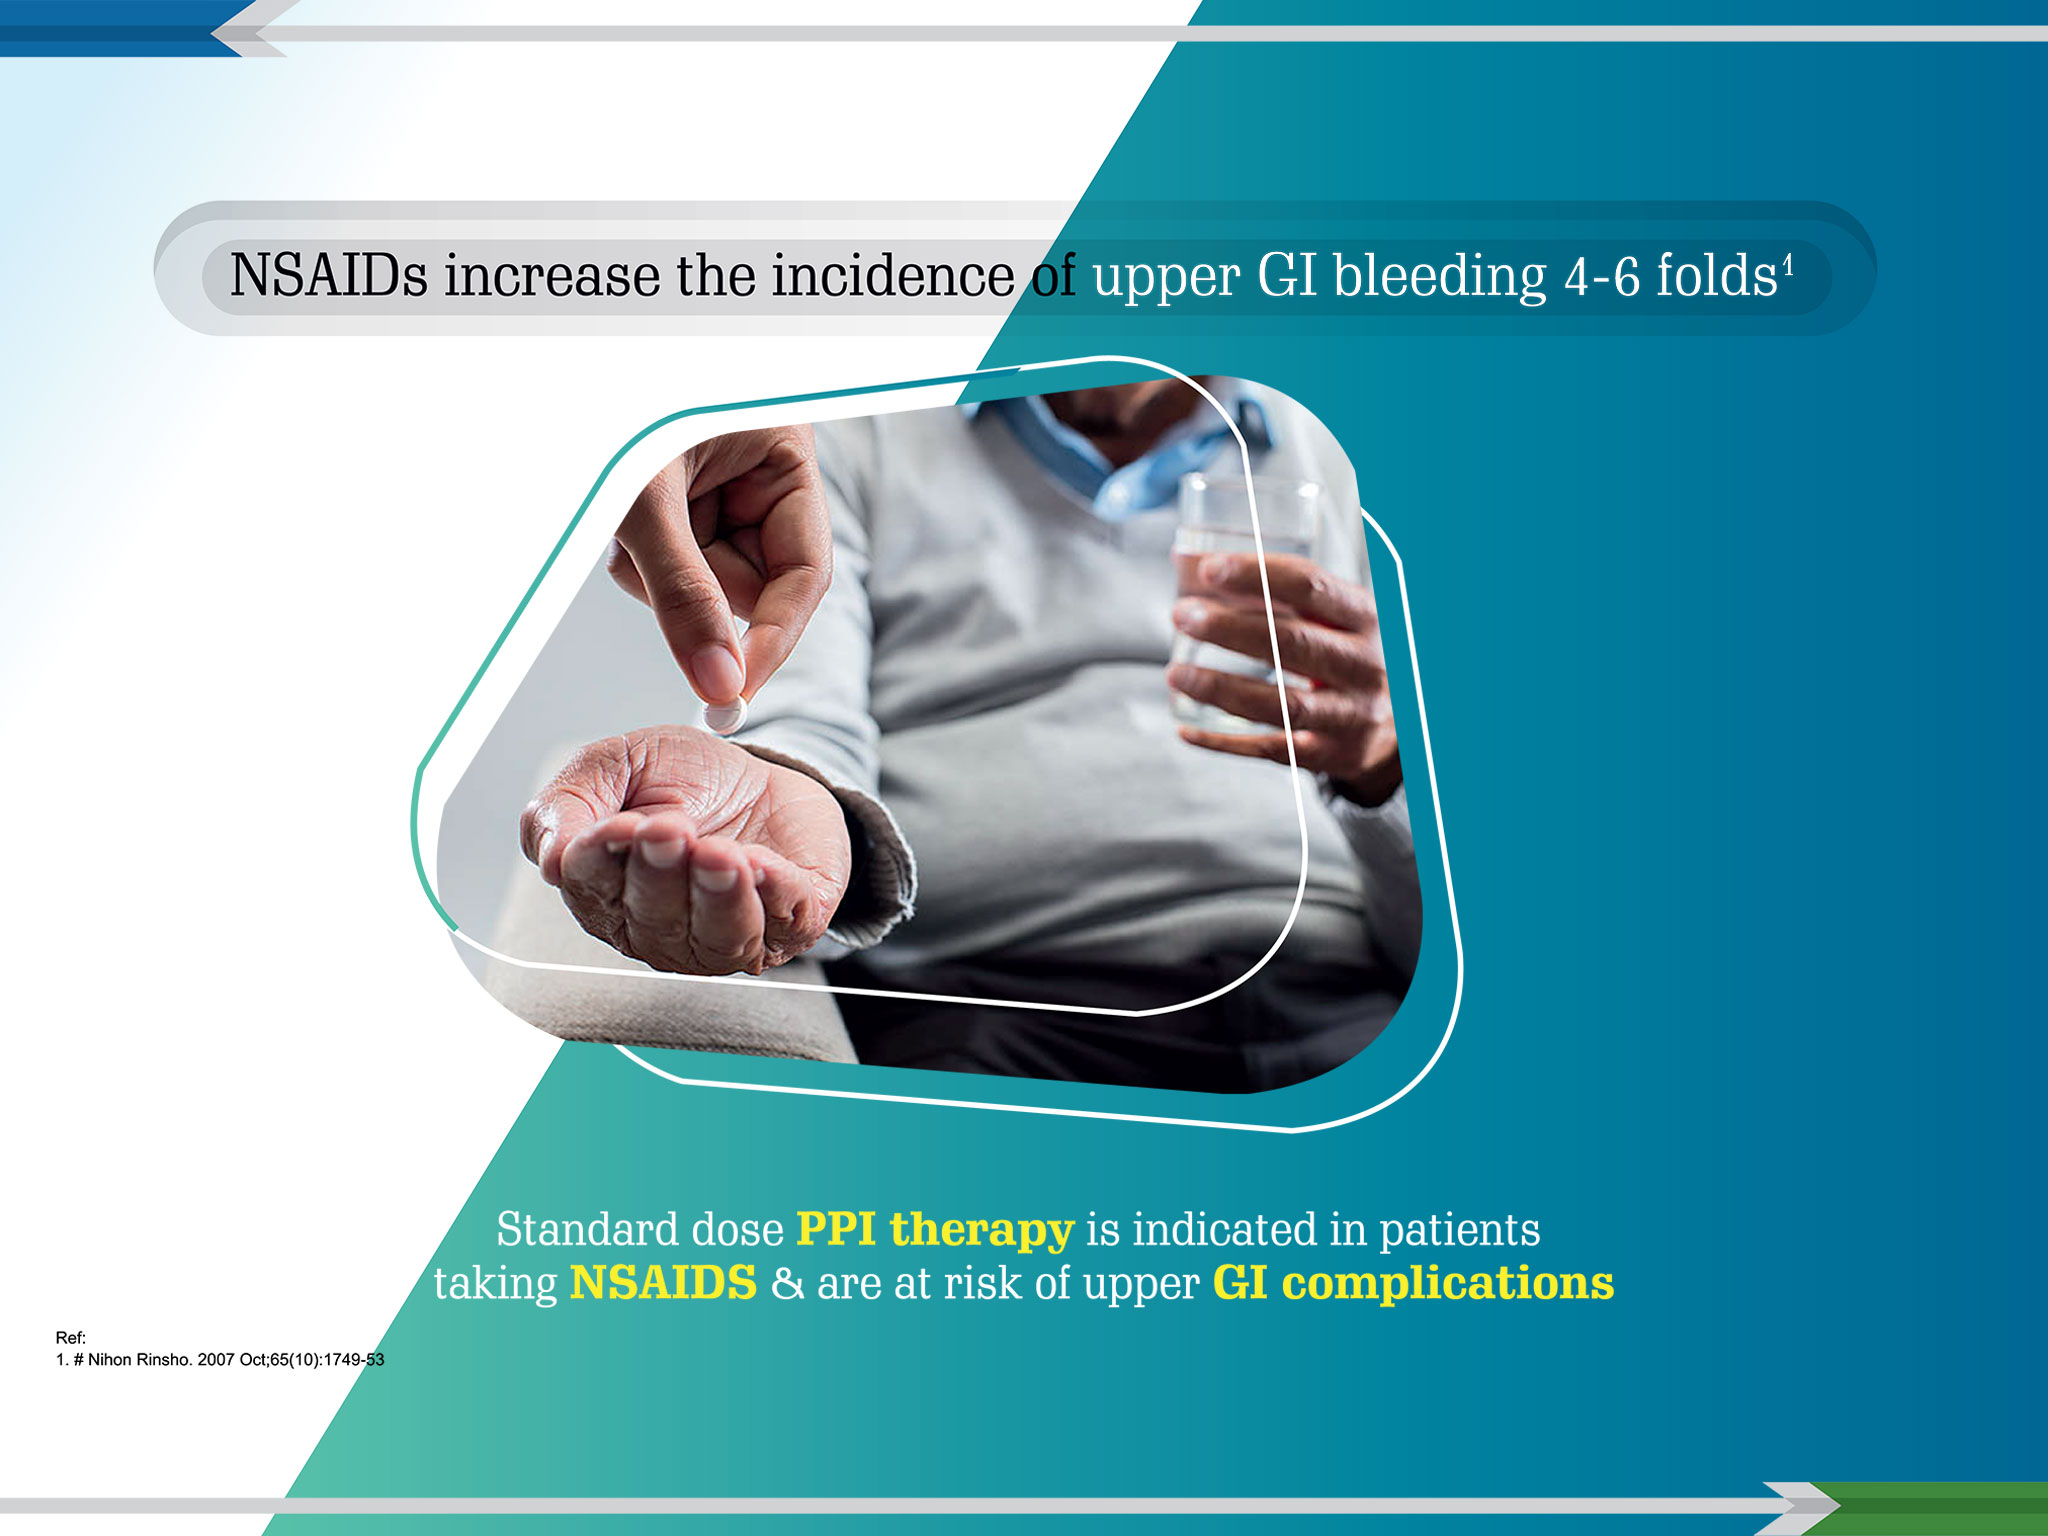 NSAIDs increase the incidence of upper GI bleeding 4-6 folds¹
Standard dose PPI therapy is indicated in patients
taking NSAIDS & are at risk of upper GI complications
Ref:
1. # Nihon Rinsho. 2007 Oct;65(10):1749-53